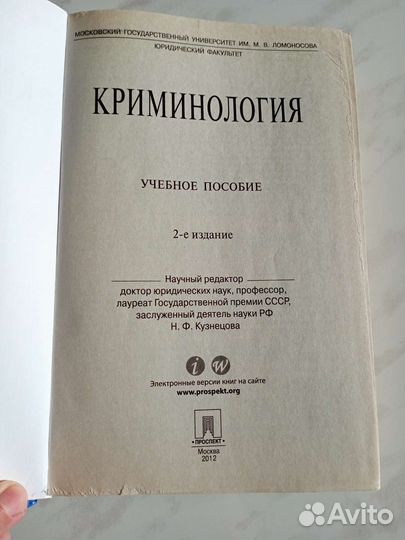 МОСКОВСКИЙ ГОСУДАРСТВЕННЫЙ УНИВЕРСИТЕТ ИМ. М. В. ЛОМОНОСОВА
ЮРИДИЧЕСКИЙ ФАКУЛЬТЕТ
КРИМИНОЛОГИЯ
УЧЕБНОЕ ПОСОБИЕ
2-е издание
Научный редактор
доктор юридических наук, профессор,
лауреат Государственной премии СССР,
заслуженный деятель науки РФ
Н. Ф. Кузнецова
i w
Электронные версии книг на сайте
www.prospekt.org
ПРОСПЕКТ
Москва
2012
Avito